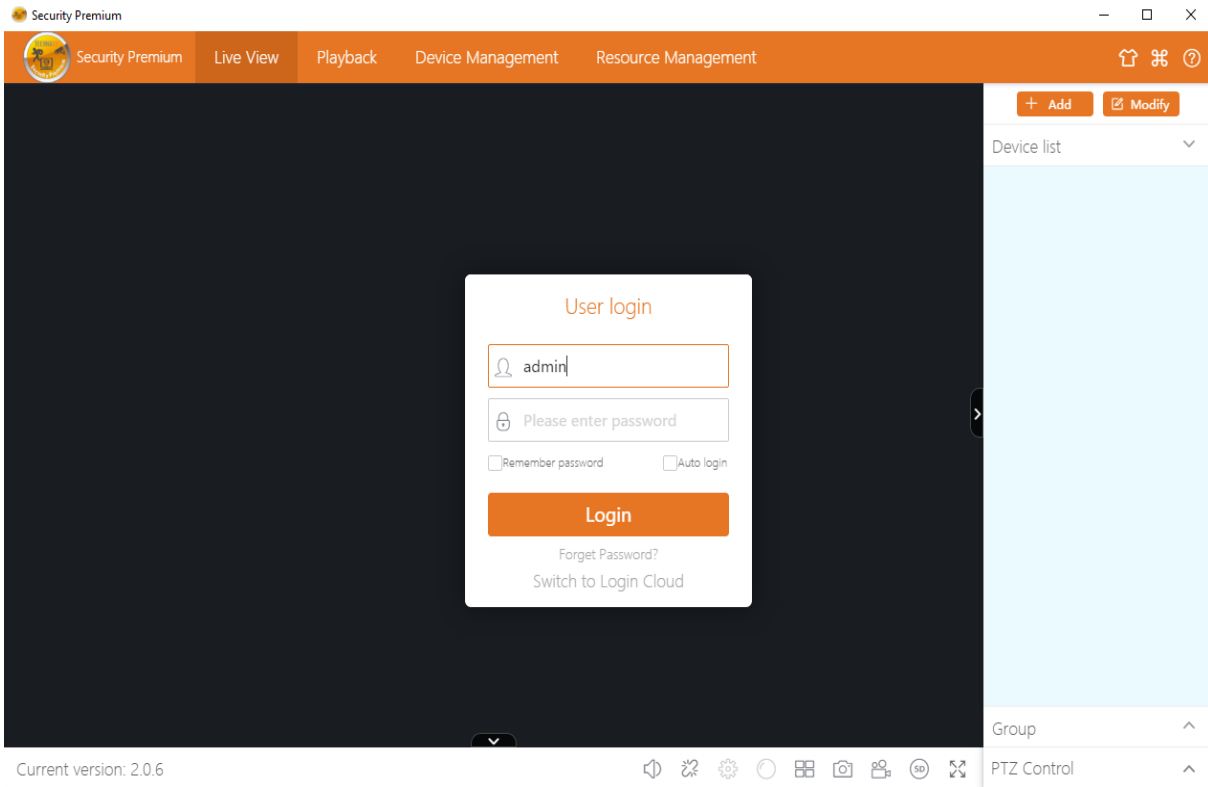 Security Premium
Security Premium Live View Playback Device Management Resource Management
+ Add Modify
Device list
User login
admin
Please enter password
Remember password Auto login
Login
Forget Password?
Switch to Login Cloud
Group
Current version: 2.0.6 SD PTZ Control